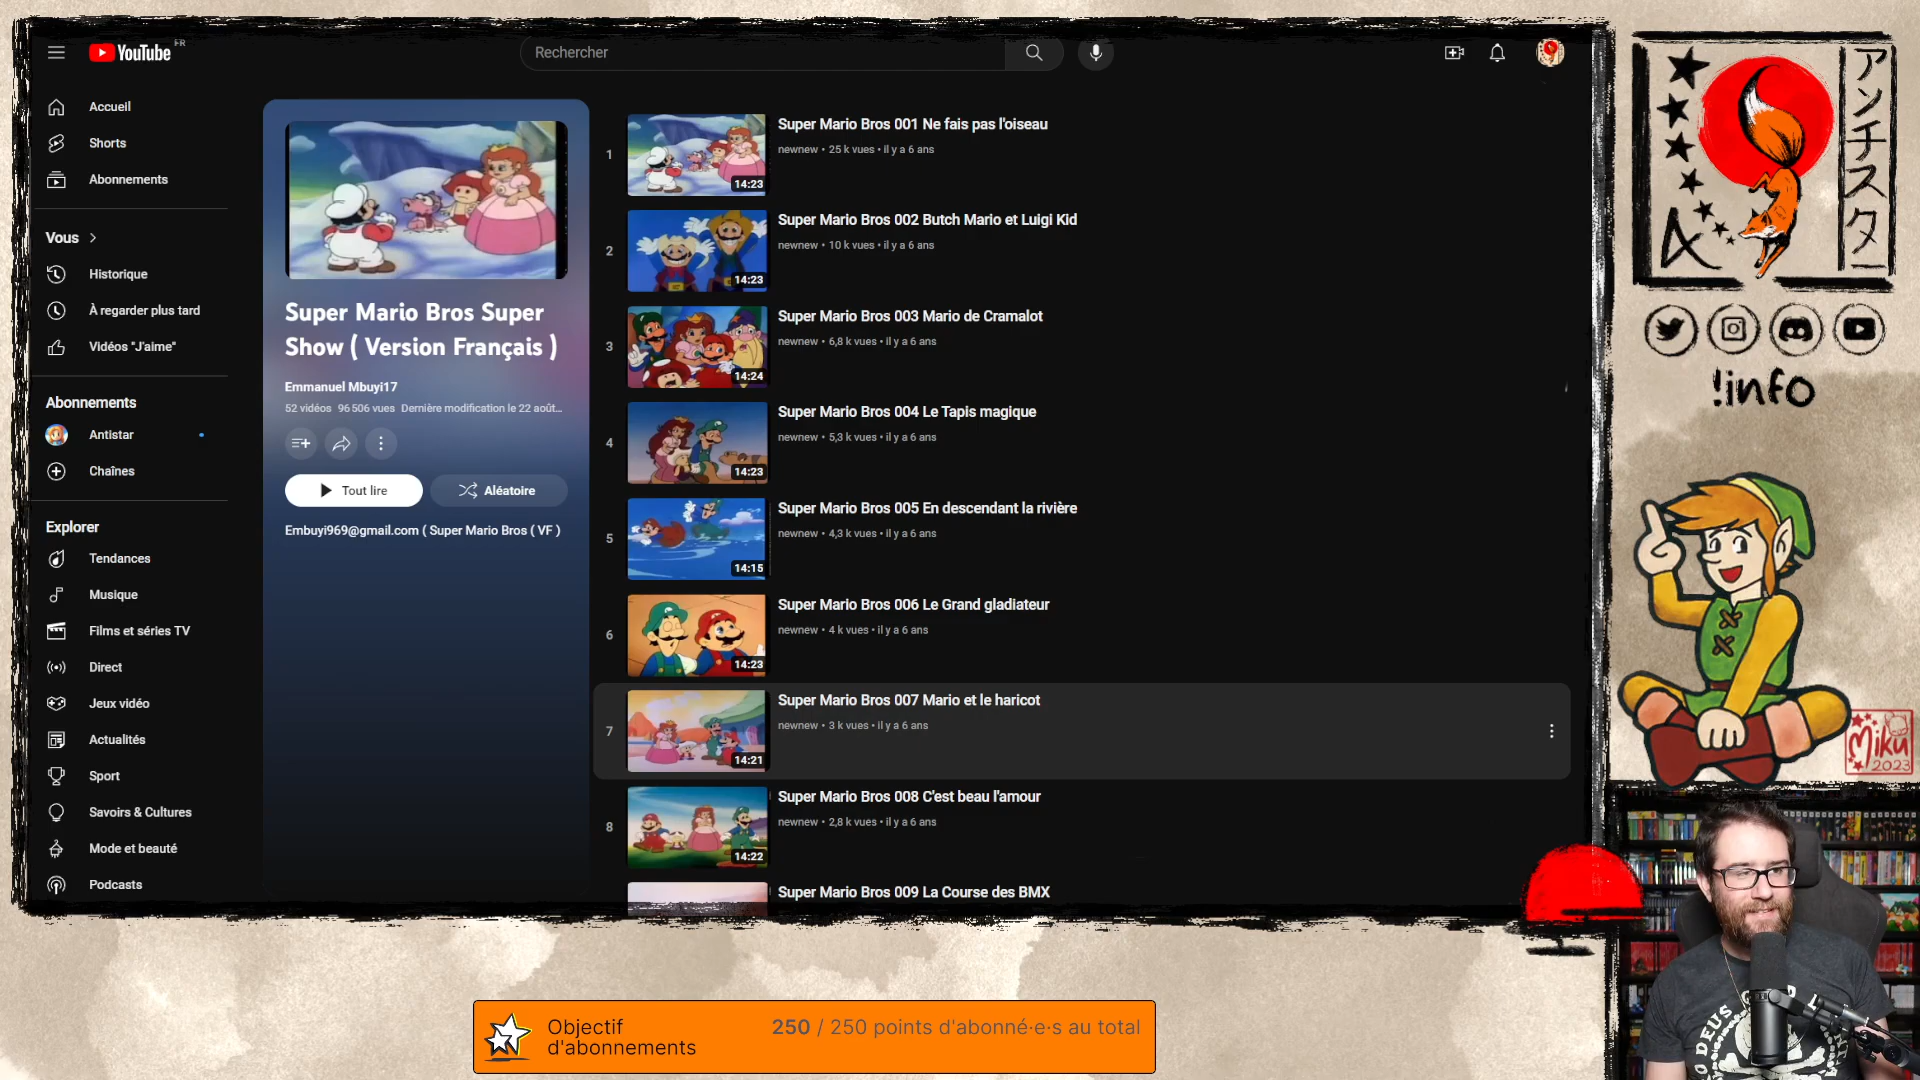 YouTube FR
Rechercher
Accueil
Shorts
Abonnements
Vous
Historique
À regarder plus tard
Vidéos "J'aime"
Abonnements
Antistar
Chaînes
Explorer
Tendances
Musique
Films et séries TV
Direct
Jeux vidéo
Actualités
Sport
Savoirs & Cultures
Mode et beauté
Podcasts
Super Mario Bros Super
Show ( Version Français )
Emmanuel Mbuyi17
52 vidéos 96 506 vues Dernière modification le 22 août…
Tout lire
Aléatoire
Embuyi969@gmail.com ( Super Mario Bros ( VF )
1
14:23
Super Mario Bros 001 Ne fais pas l'oiseau
newnew • 25 k vues • il y a 6 ans
2
14:23
Super Mario Bros 002 Butch Mario et Luigi Kid
newnew • 10 k vues • il y a 6 ans
3
14:24
Super Mario Bros 003 Mario de Cramalot
newnew • 6,8 k vues • il y a 6 ans
4
14:23
Super Mario Bros 004 Le Tapis magique
newnew • 5,3 k vues • il y a 6 ans
5
14:15
Super Mario Bros 005 En descendant la rivière
newnew • 4,3 k vues • il y a 6 ans
6
14:23
Super Mario Bros 006 Le Grand gladiateur
newnew • 4 k vues • il y a 6 ans
7
14:21
Super Mario Bros 007 Mario et le haricot
newnew • 3 k vues • il y a 6 ans
8
14:22
Super Mario Bros 008 C'est beau l'amour
newnew • 2,8 k vues • il y a 6 ans
Super Mario Bros 009 La Course des BMX
アンチスター
!info
Miku
2023
Objectif
d'abonnements
250 / 250 points d'abonné·e·s au total